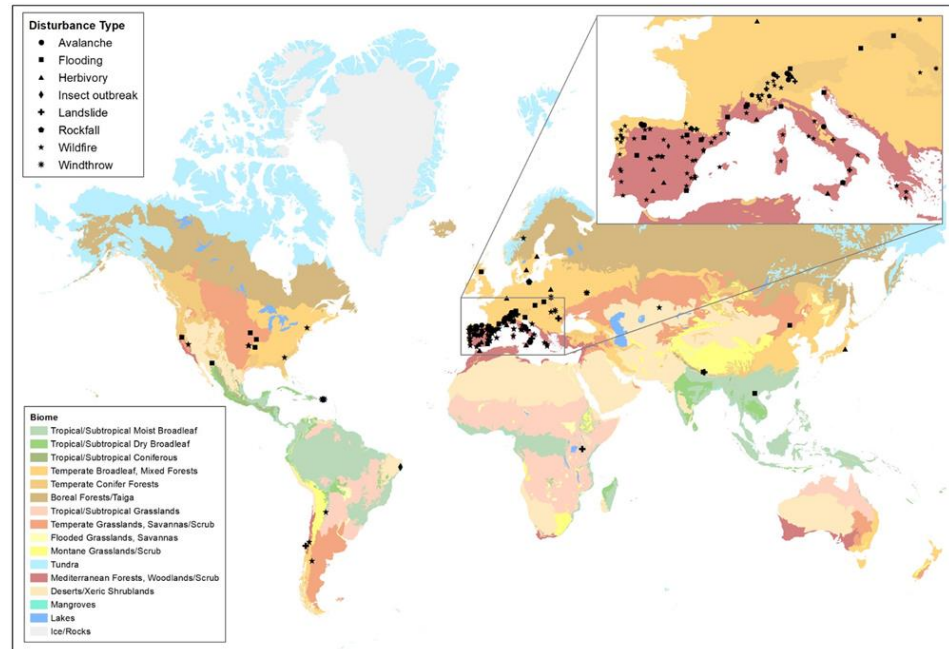 Disturbance Type
Avalanche
Flooding
Herbivory
Insect outbreak
Landslide
Rockfall
Wildfire
Windthrow
Biome
Tropical/Subtropical Moist Broadleaf
Tropical/Subtropical Dry Broadleaf
Tropical/Subtropical Coniferous
Temperate Broadleaf, Mixed Forests
Temperate Conifer Forests
Boreal Forests/Taiga
Tropical/Subtropical Grasslands
Temperate Grasslands, Savannas/Scrub
Flooded Grasslands, Savannas
Montane Grasslands/Scrub
Tundra
Mediterranean Forests, Woodlands/Scrub
Deserts/Xeric Shrublands
Mangroves
Lakes
Ice/Rocks